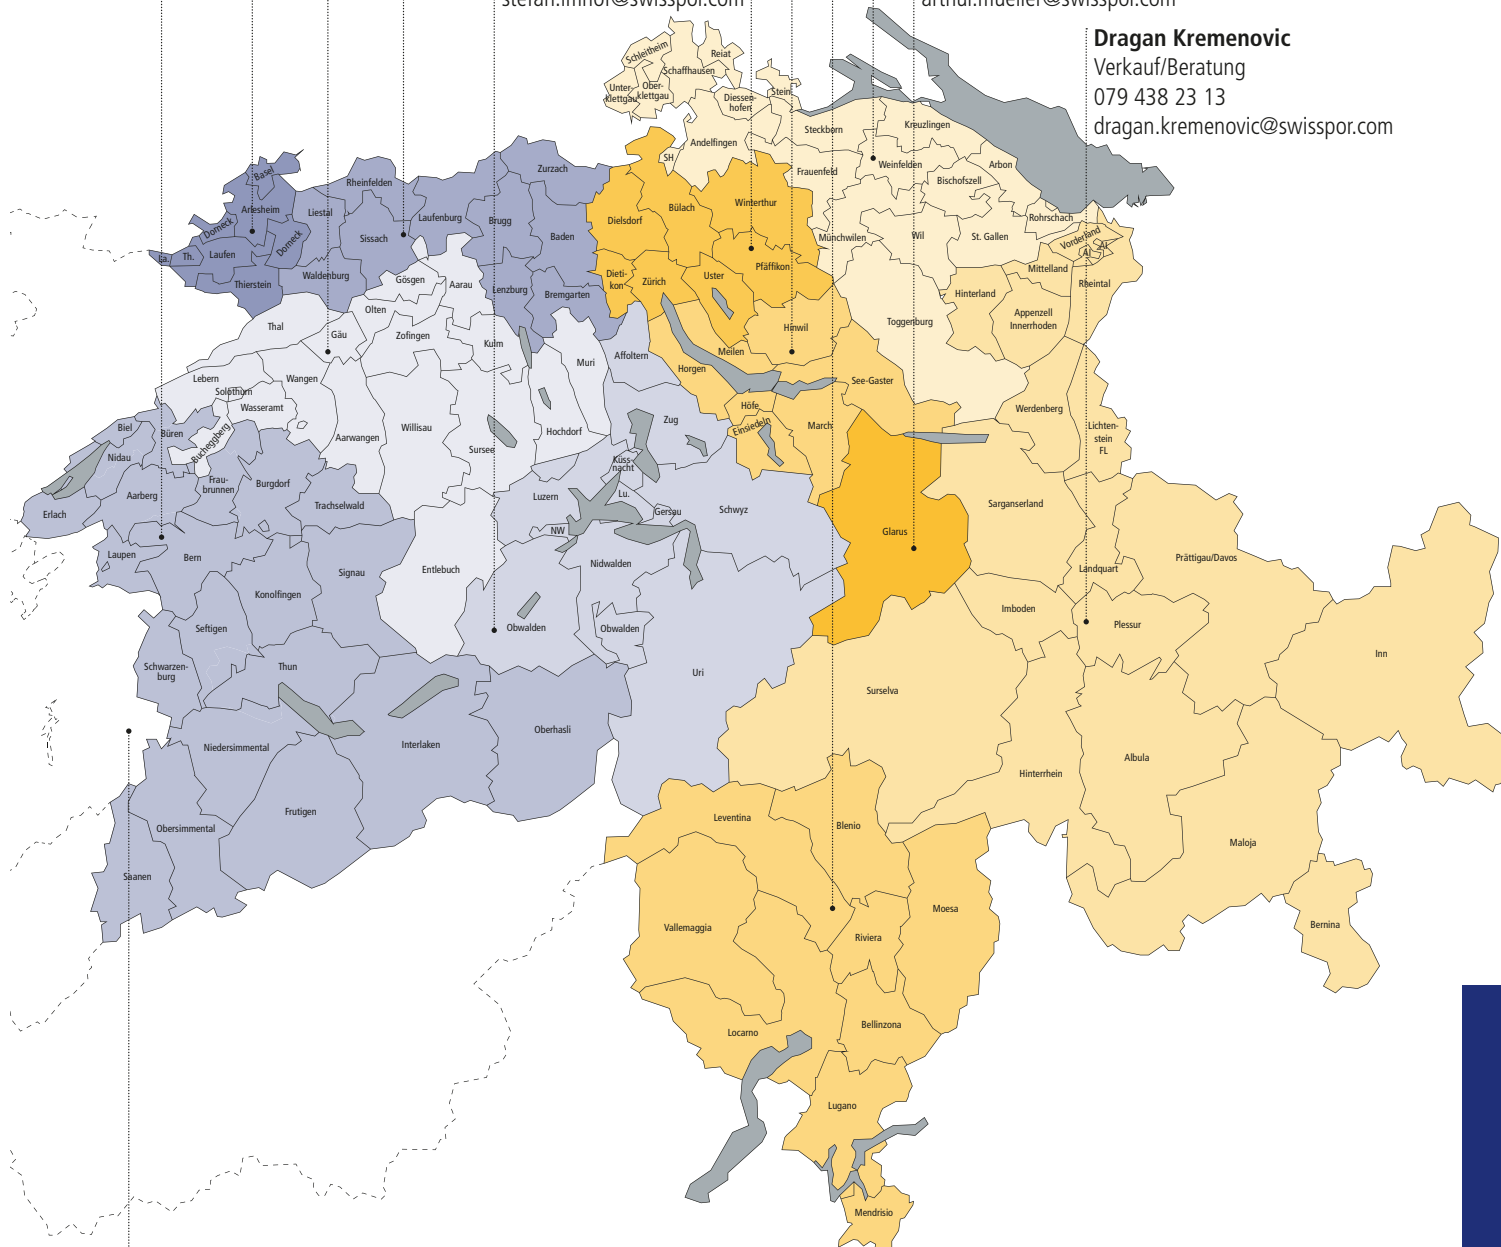 stefan.imhof@swisspor.com
arthur.mueller@swisspor.com
Dragan Kremenovic
Verkauf/Beratung
079 438 23 13
dragan.kremenovic@swisspor.com
Schleitheim
Reiat
Schaffhausen
Unter-
klettgau
Ober-
klettgau
Stein
Diessen-
hofen
Steckborn
Kreuzlingen
Andelfingen
SH
Frauenfeld
Weinfelden
Arbon
Bischofszell
Rohrschach
Münchwilen
Wil
St. Gallen
Vorderland
AI
AI
Mittelland
Rheintal
Hinterland
Appenzell
Innerrhoden
Toggenburg
Basel
Arlesheim
Dorneck
Dorneck
La.
Th.
Laufen
Thierstein
Rheinfelden
Liestal
Sissach
Laufenburg
Waldenburg
Zurzach
Brugg
Baden
Lenzburg
Bremgarten
Dielsdorf
Bülach
Winterthur
Dieti-
kon
Zürich
Uster
Pfäffikon
Hinwil
Meilen
Horgen
See-Gaster
Höfe
Einsiedeln
March
Gösgen
Aarau
Olten
Thal
Gäu
Zofingen
Kulm
Muri
Affoltern
Lebern
Solothurn
Wangen
Wasseramt
Bucheggberg
Aarwangen
Willisau
Sursee
Hochdorf
Zug
Küss-
nacht
Werdenberg
Lichten-
stein
FL
Biel
Büren
Nidau
Aarberg
Frau-
brunnen
Burgdorf
Trachselwald
Erlach
Laupen
Bern
Signau
Konolfingen
Seftigen
Schwarzen-
burg
Thun
Entlebuch
Luzern
Lu.
Gersau
NW
Schwyz
Nidwalden
Obwalden
Obwalden
Uri
Glarus
Sarganserland
Landquart
Prättigau/Davos
Imboden
Plessur
Inn
Surselva
Hinterrhein
Albula
Maloja
Bernina
Niedersimmental
Interlaken
Oberhasli
Frutigen
Obersimmental
Saanen
Leventina
Blenio
Vallemaggia
Riviera
Moesa
Locarno
Bellinzona
Lugano
Mendrisio